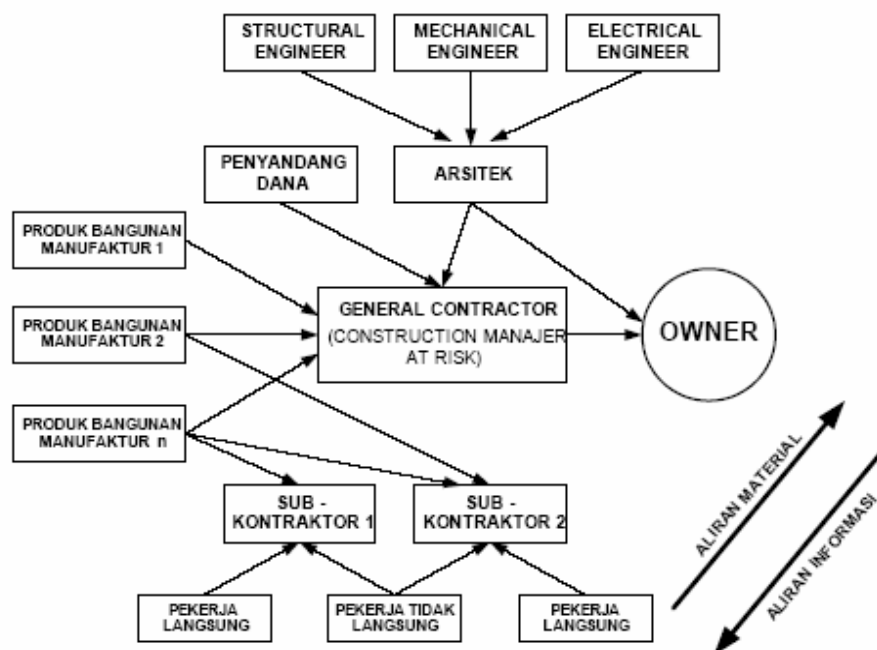 STRUCTURAL
ENGINEER
MECHANICAL
ENGINEER
ELECTRICAL
ENGINEER
PENYANDANG
DANA
ARSITEK
PRODUK BANGUNAN
MANUFAKTUR 1
GENERAL CONTRACTOR
(CONSTRUCTION MANAJER
AT RISK)
OWNER
PRODUK BANGUNAN
MANUFAKTUR 2
PRODUK BANGUNAN
MANUFAKTUR n
SUB -
KONTRAKTOR 1
SUB -
KONTRAKTOR 2
ALIRAN MATERIAL
ALIRAN INFORMASI
PEKERJA
LANGSUNG
PEKERJA TIDAK
LANGSUNG
PEKERJA
LANGSUNG